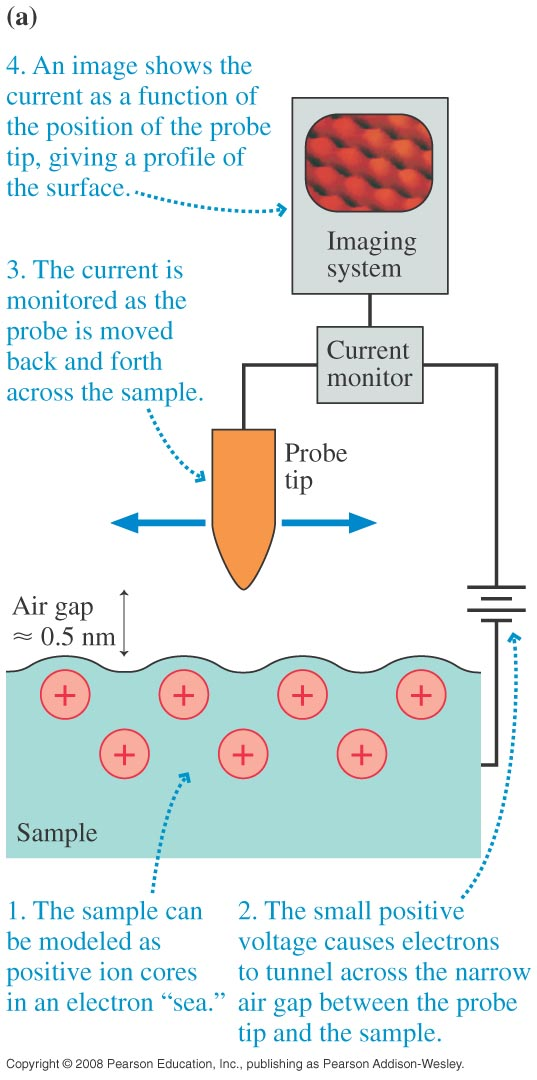 (a)
4. An image shows the
current as a function of
the position of the probe
tip, giving a profile of
the surface.
Imaging
system
3. The current is
monitored as the
probe is moved
back and forth
across the sample.
Current
monitor
Probe
tip
Air gap
≈ 0.5 nm
+ + + +
+ + +
Sample
1. The sample can
be modeled as
positive ion cores
in an electron “sea.”
2. The small positive
voltage causes electrons
to tunnel across the narrow
air gap between the probe
tip and the sample.
Copyright © 2008 Pearson Education, Inc., publishing as Pearson Addison-Wesley.